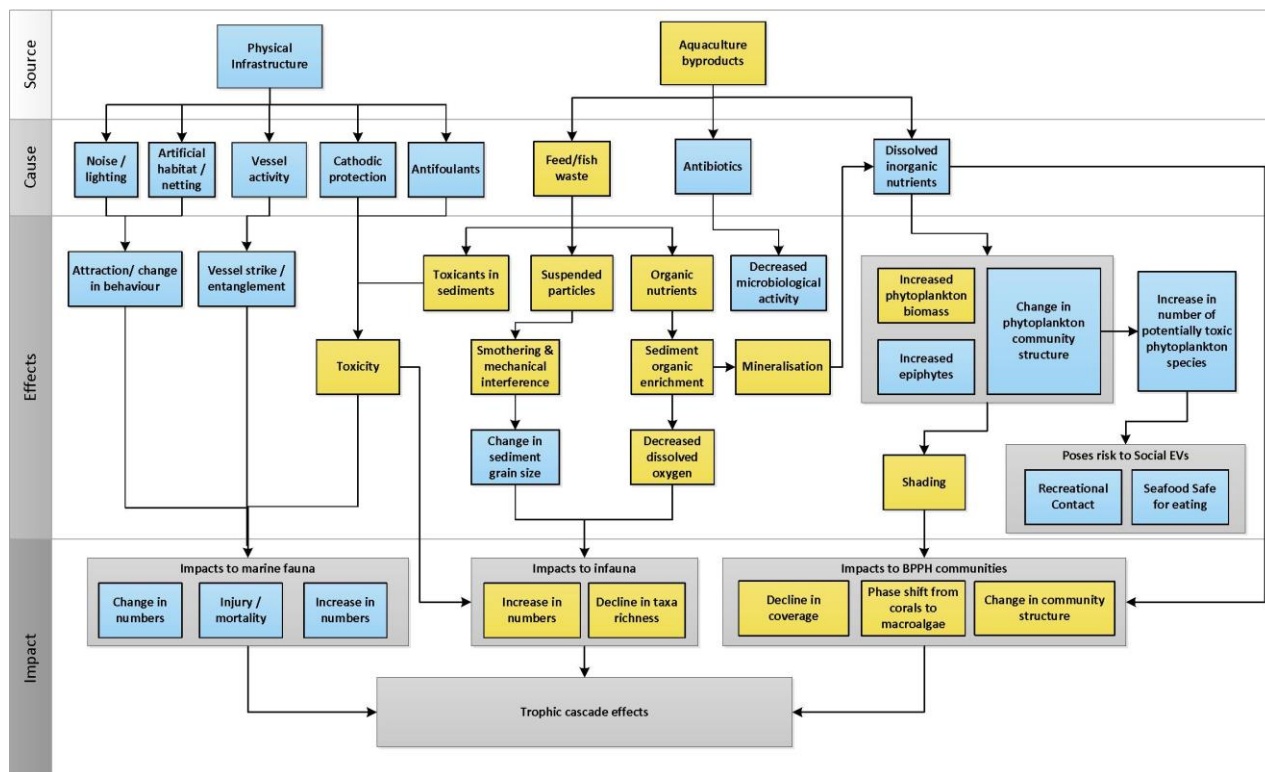 Source
Physical
Infrastructure
Aquaculture
byproducts
Cause
Noise /
lighting
Artificial
habitat /
netting
Vessel
activity
Cathodic
protection
Antifoulants
Feed/fish
waste
Antibiotics
Dissolved
inorganic
nutrients
Effects
Attraction/ change
in behaviour
Vessel strike /
entanglement
Toxicants in
sediments
Suspended
particles
Organic
nutrients
Decreased
microbiological
activity
Increased
phytoplankton
biomass
Increased
epiphytes
Change in
phytoplankton
community
structure
Increase in
number of
potentially toxic
phytoplankton
species
Toxicity
Smothering &
mechanical
interference
Sediment
organic
enrichment
Mineralisation
Change in
sediment
grain size
Decreased
dissolved
oxygen
Shading
Poses risk to Social EVs
Recreational
Contact
Seafood Safe
for eating
Impact
Impacts to marine fauna
Change in
numbers
Injury /
mortality
Increase in
numbers
Impacts to infauna
Increase in
numbers
Decline in taxa
richness
Impacts to BPPH communities
Decline in
coverage
Phase shift from
corals to
macroalgae
Change in community
structure
Trophic cascade effects